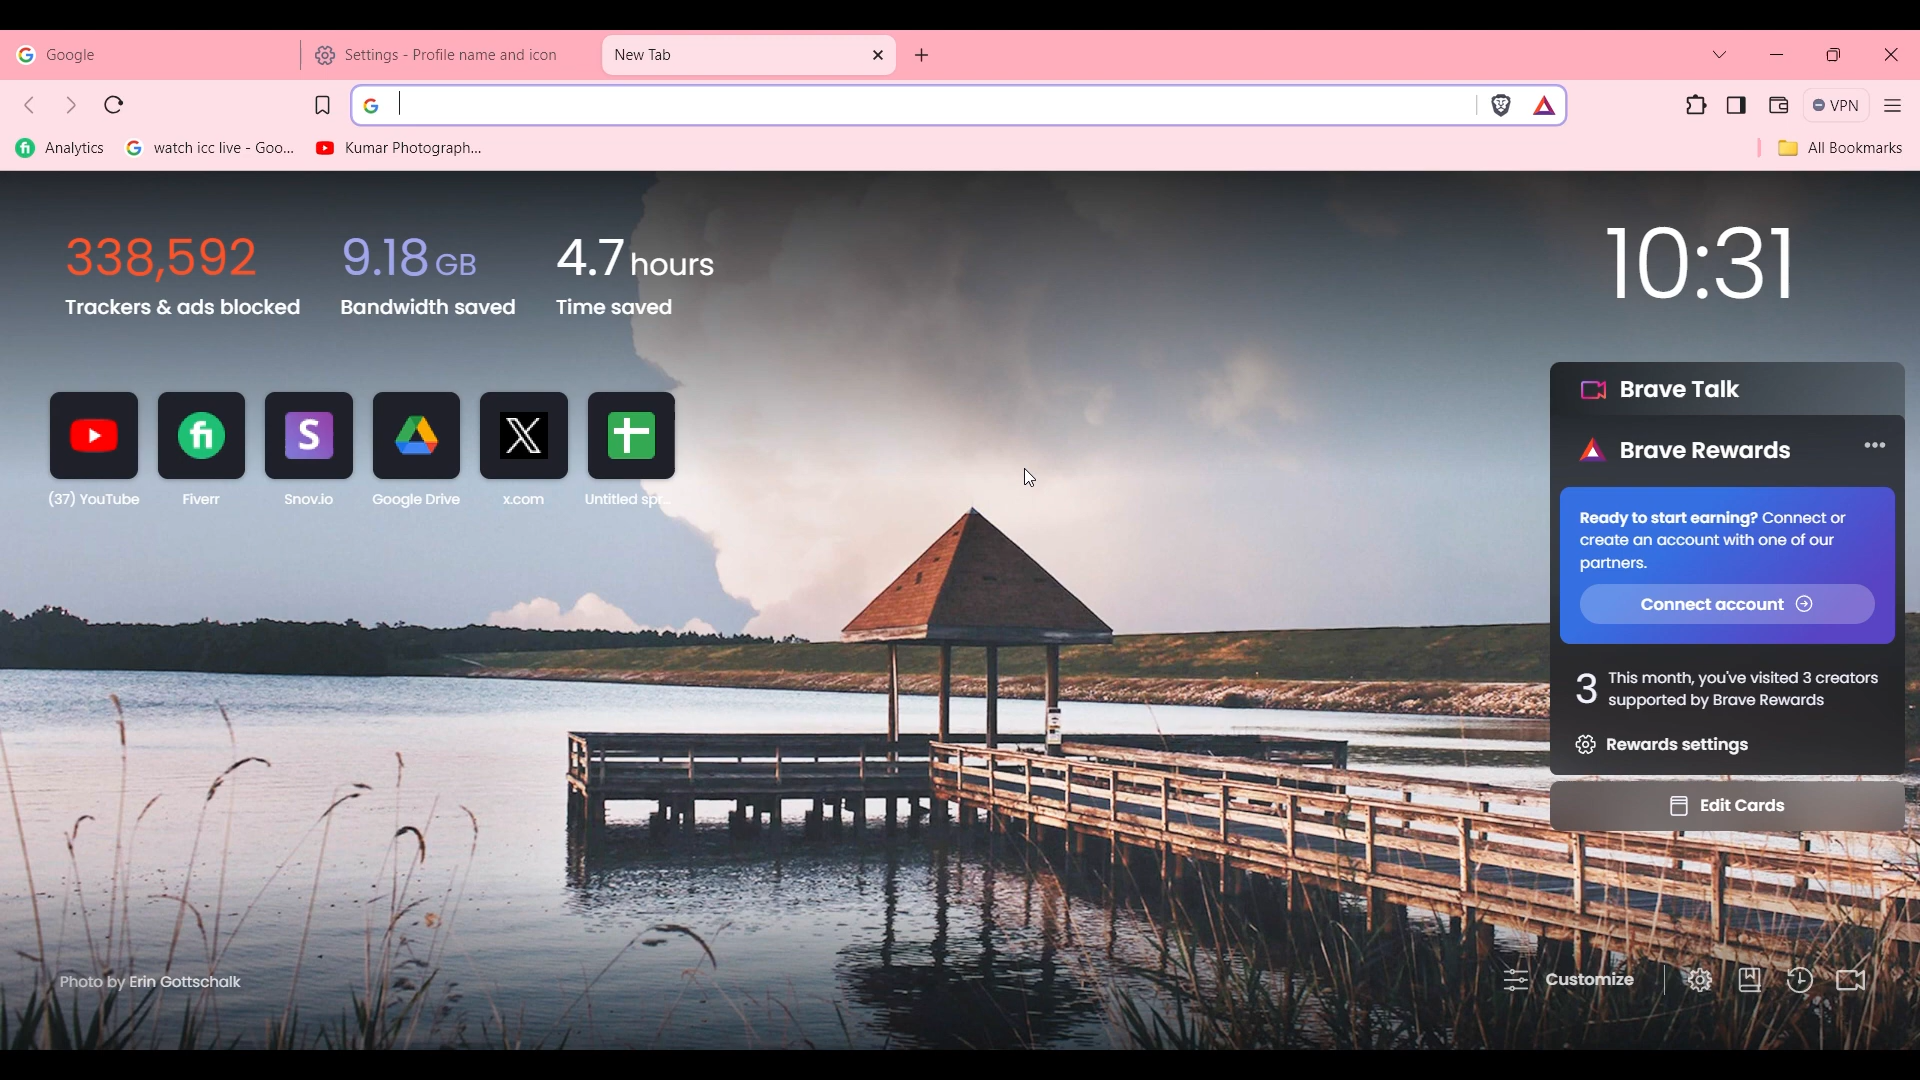 Google
Settings - Profile name and icon
New Tab
VPN
Analytics
watch icc live - Goo...
Kumar Photograph...
All Bookmarks
338,592
Trackers & ads blocked
9.18 GB
Bandwidth saved
4.7 hours
Time saved
10:31
(37) YouTube
Fiverr
Snov.io
Google Drive
x.com
Untitled spr...
Brave Talk
Brave Rewards
Ready to start earning? Connect or
create an account with one of our
partners.
Connect account
3
This month, you've visited 3 creators
supported by Brave Rewards
Rewards settings
Edit Cards
Photo by Erin Gottschalk
Customize